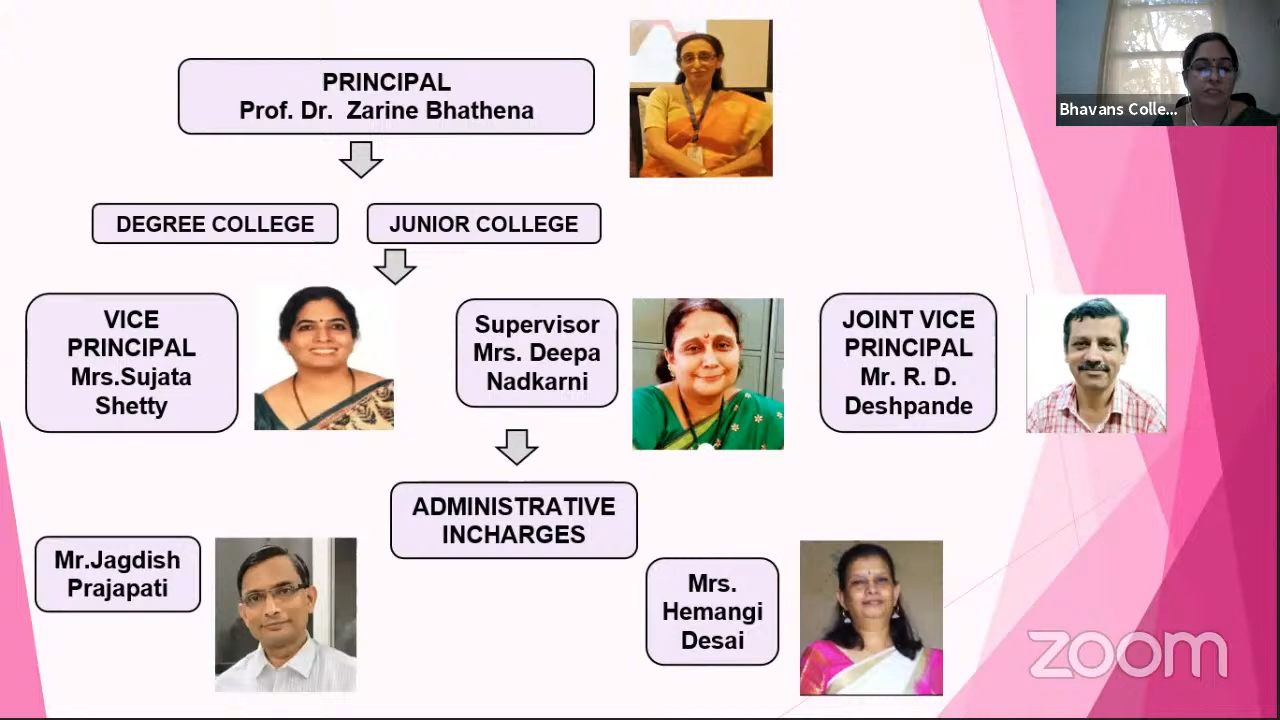 PRINCIPAL
Prof. Dr. Zarine Bhathena
Bhavans Colle...
DEGREE COLLEGE
JUNIOR COLLEGE
VICE
PRINCIPAL
Mrs.Sujata
Shetty
Supervisor
Mrs. Deepa
Nadkarni
JOINT VICE
PRINCIPAL
Mr. R. D.
Deshpande
ADMINISTRATIVE
INCHARGES
Mr.Jagdish
Prajapati
Mrs.
Hemangi
Desai
zoom